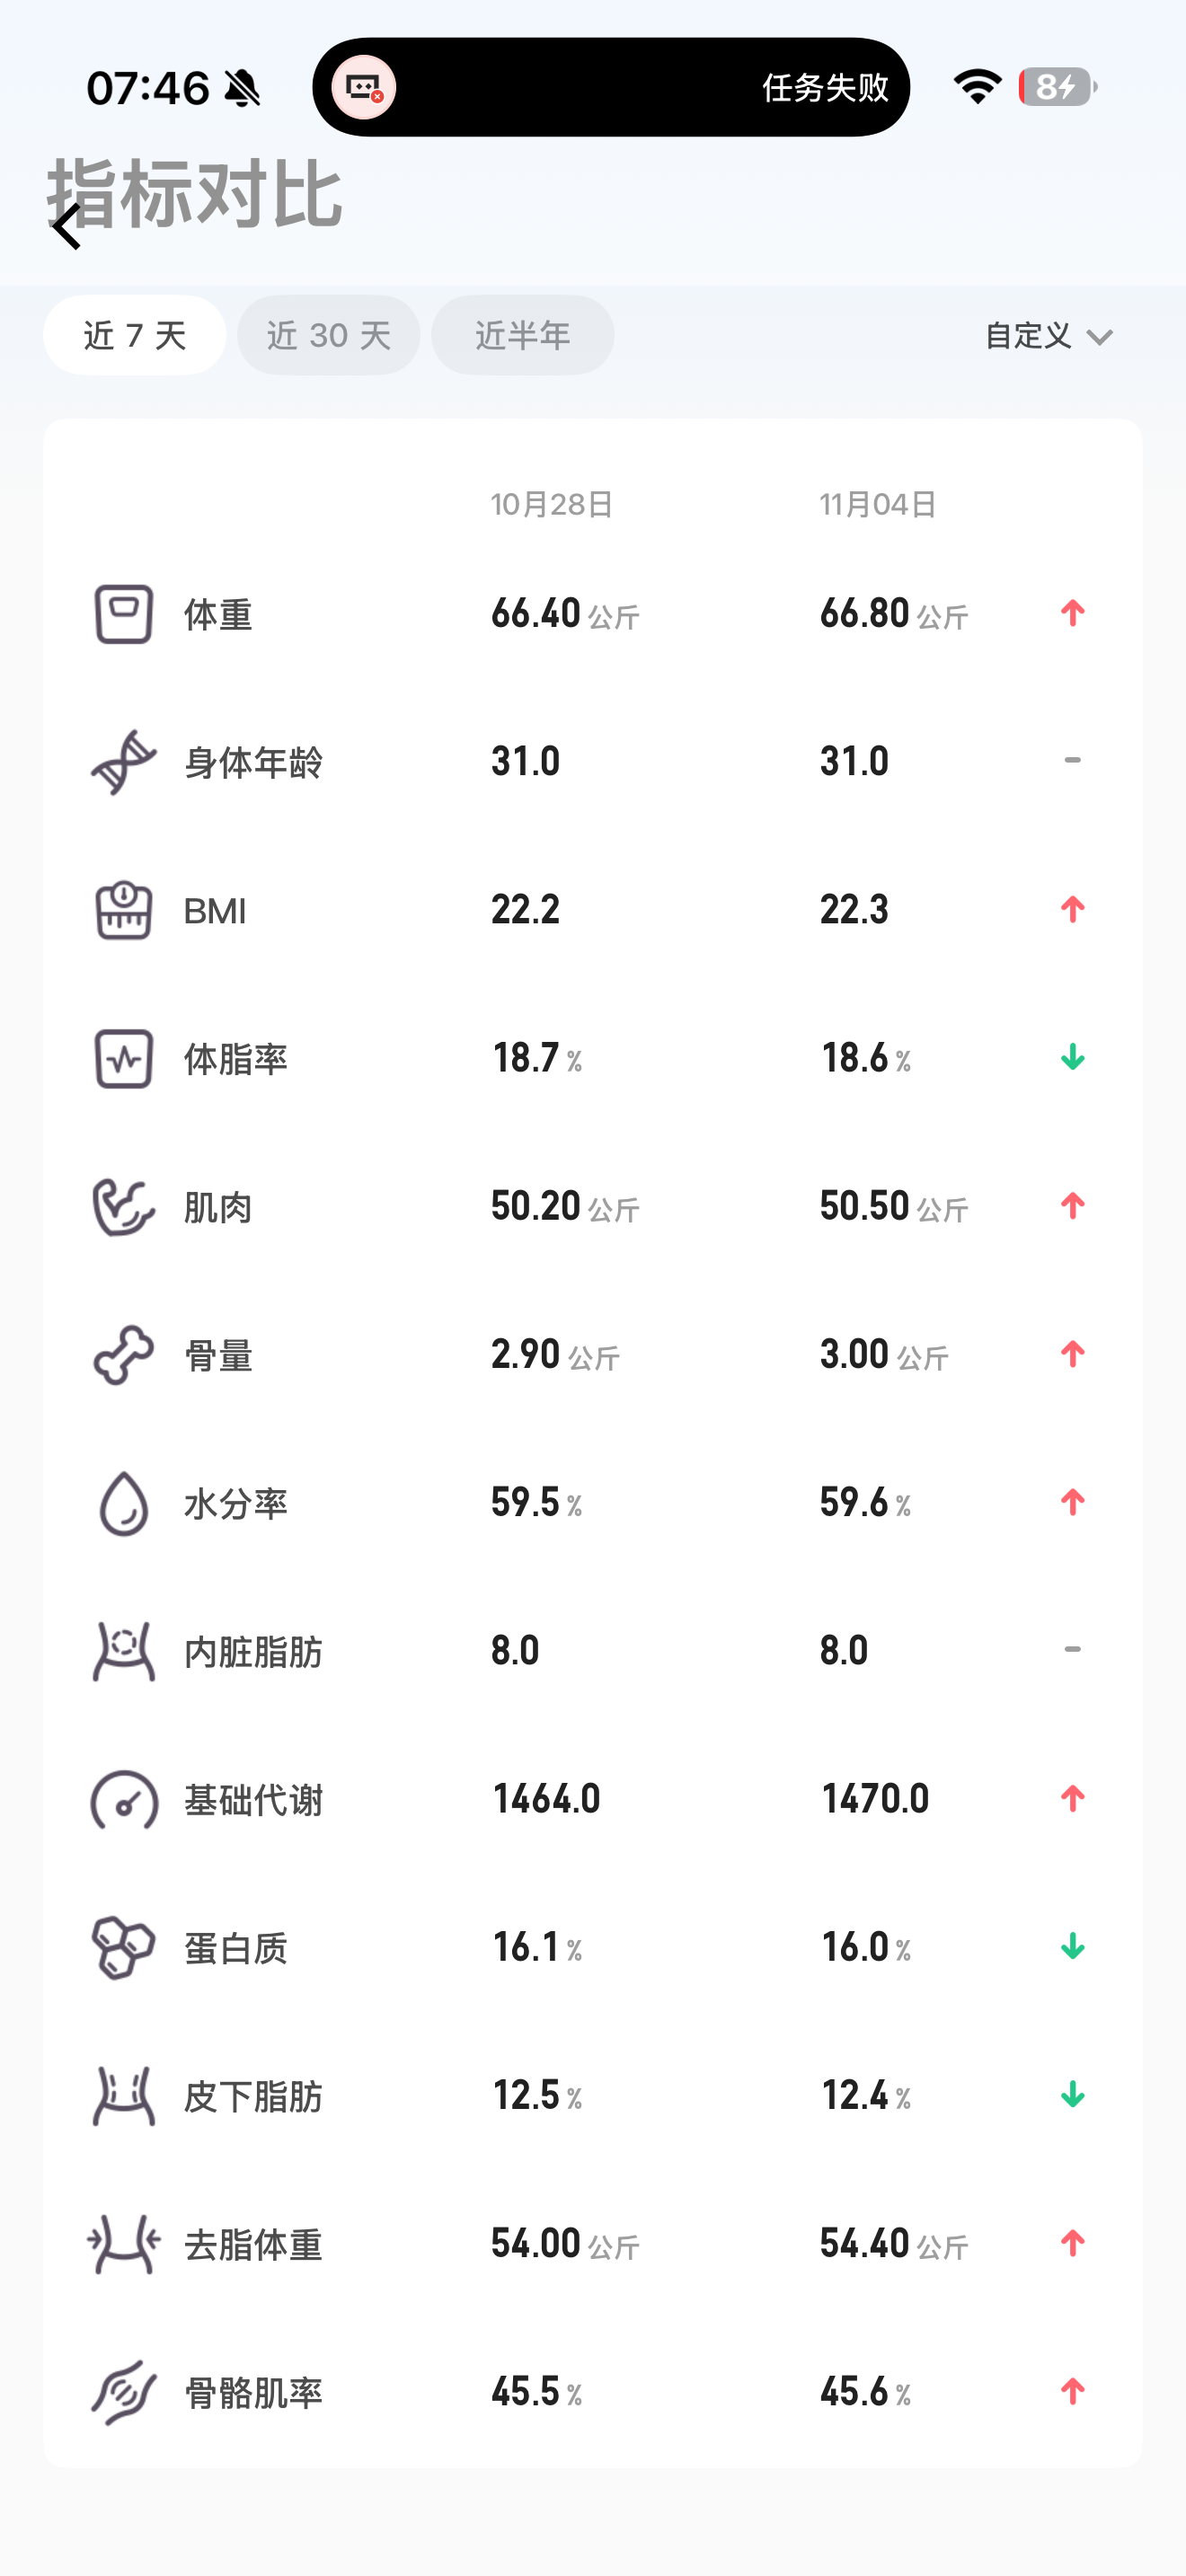 07:46 任务失败 8
指标对比
近 7 天 近 30 天 近半年 自定义
10月28日 11月04日
体重 66.40 公斤 66.80 公斤
身体年龄 31.0 31.0 -
BMI 22.2 22.3
体脂率 18.7 % 18.6 %
肌肉 50.20 公斤 50.50 公斤
骨量 2.90 公斤 3.00 公斤
水分率 59.5 % 59.6 %
内脏脂肪 8.0 8.0 -
基础代谢 1464.0 1470.0
蛋白质 16.1 % 16.0 %
皮下脂肪 12.5 % 12.4 %
去脂体重 54.00 公斤 54.40 公斤
骨骼肌率 45.5 % 45.6 %